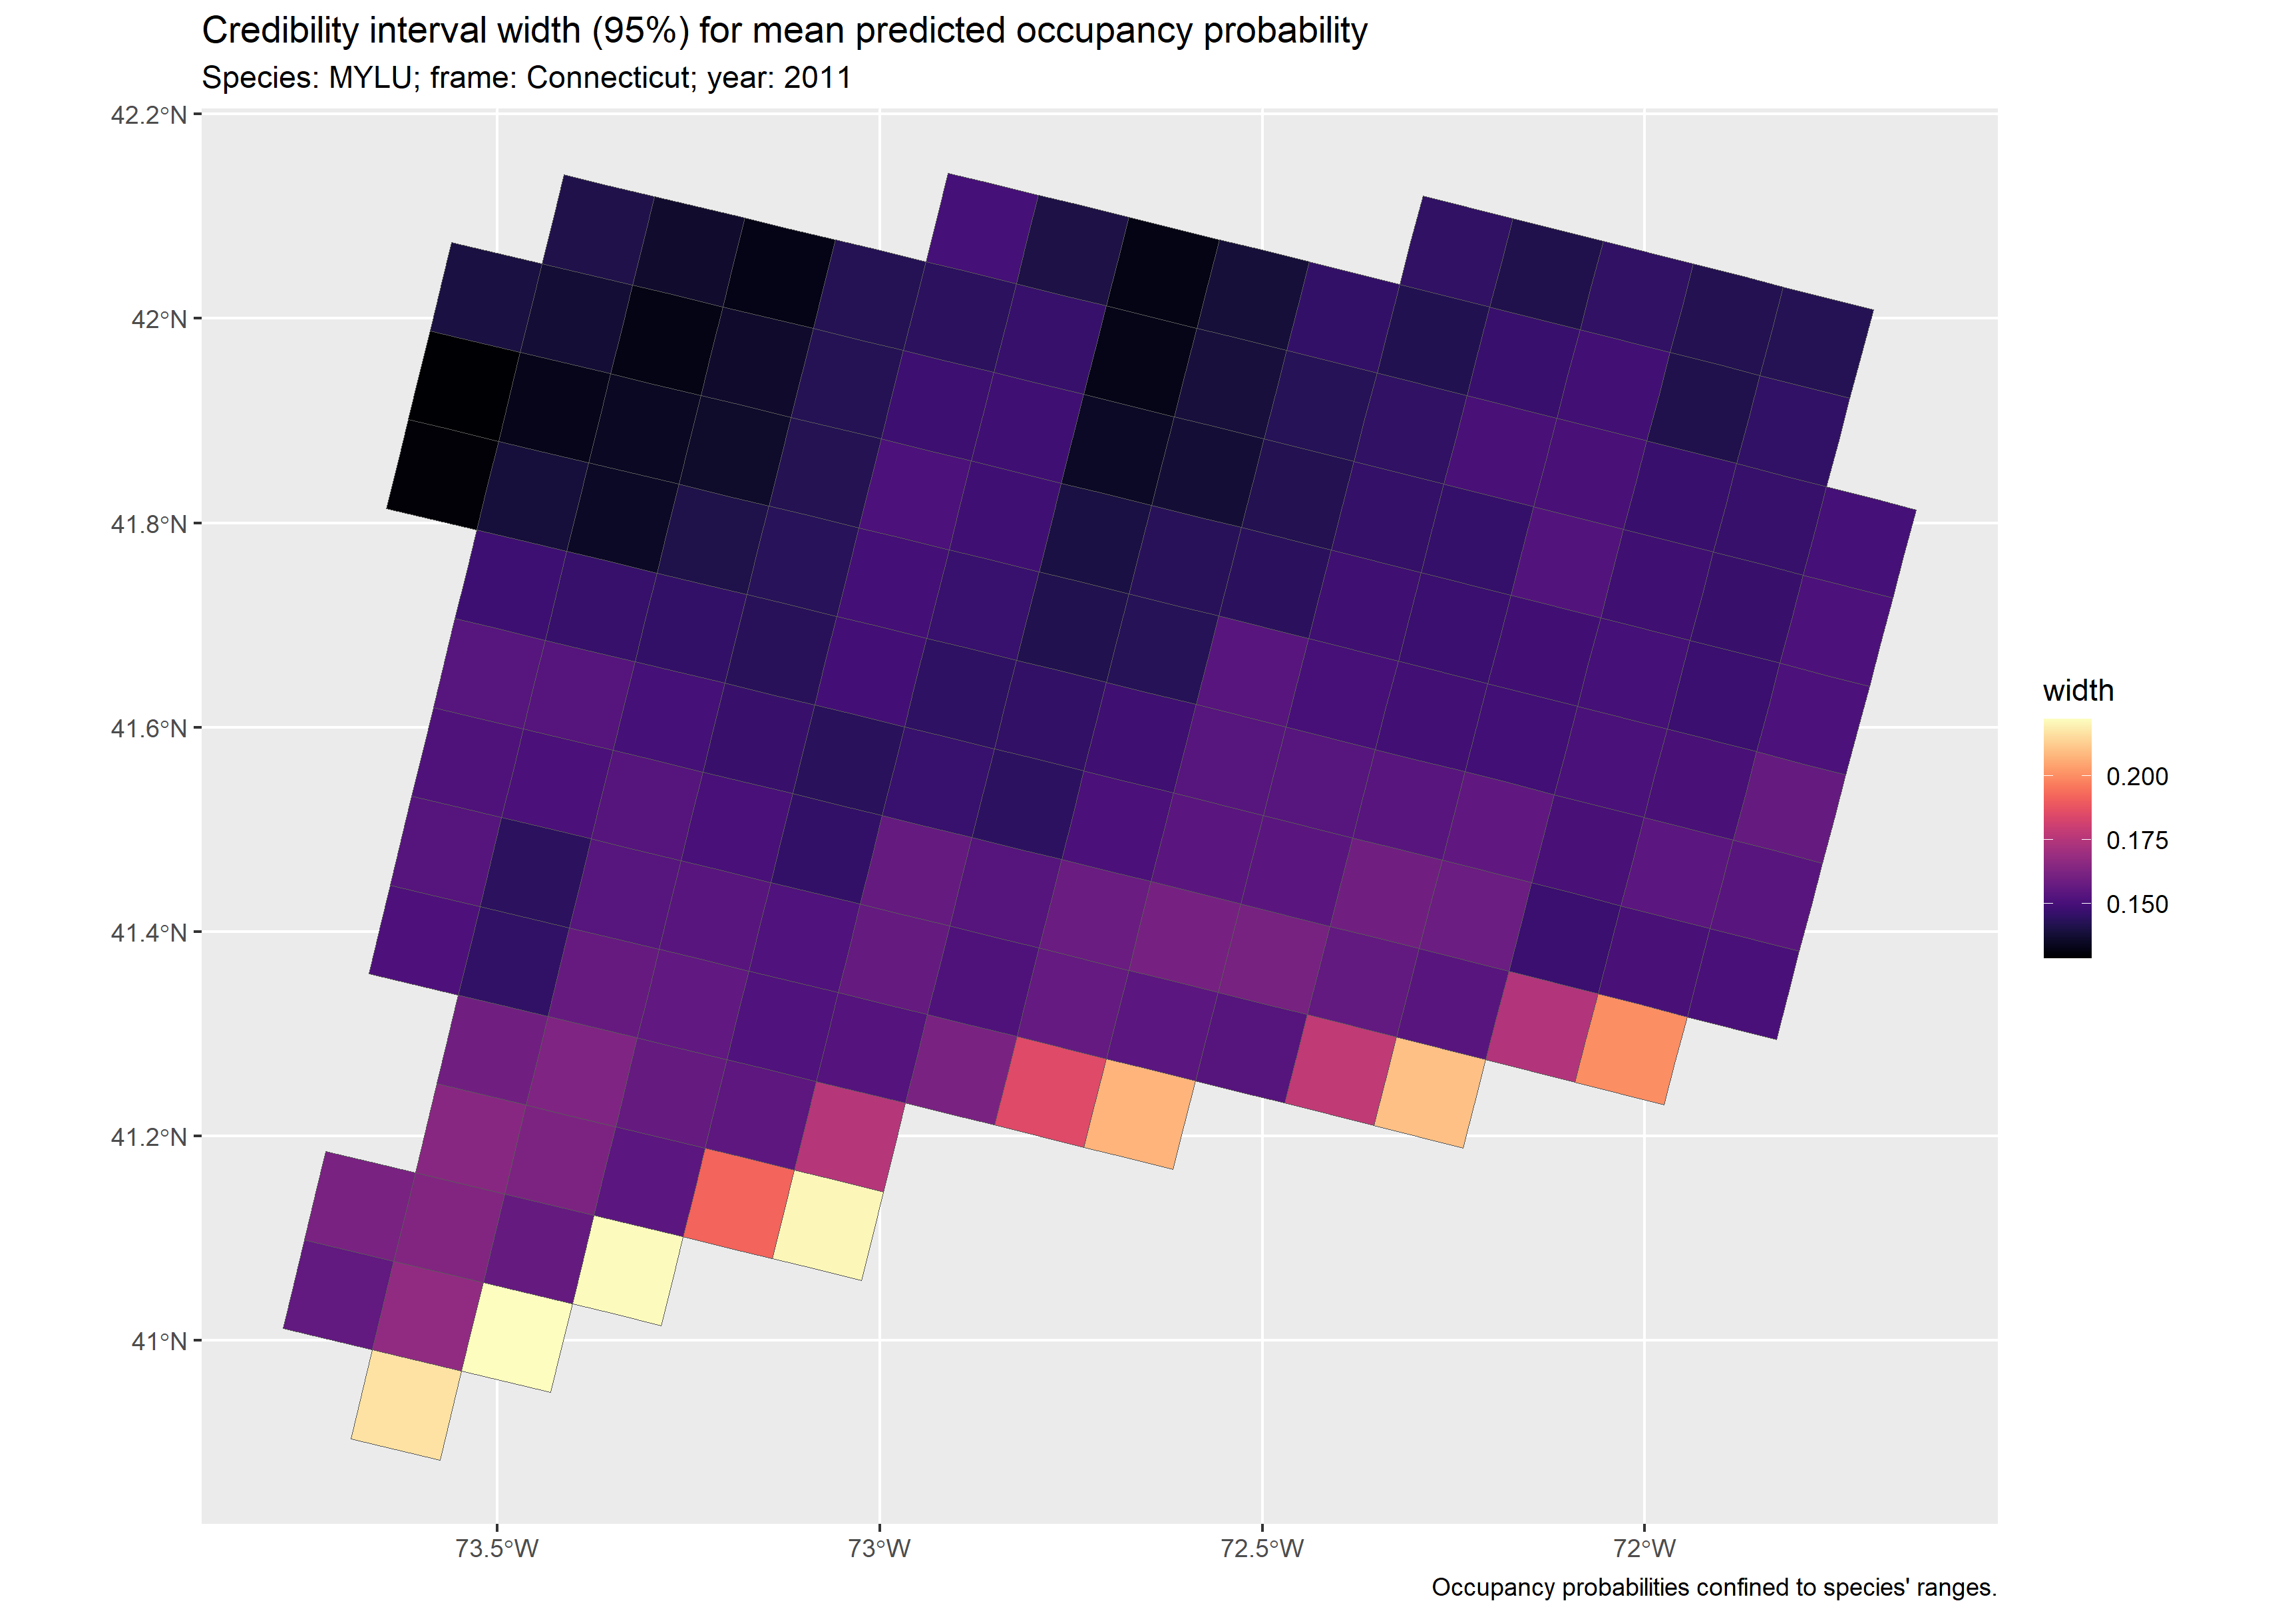 Credibility interval width (95%) for mean predicted occupancy probability
Species: MYLU; frame: Connecticut; year: 2011
42.2°N
42°N
41.8°N
41.6°N
41.4°N
41.2°N
41°N
73.5°W
73°W
72.5°W
72°W
width
0.200
0.175
0.150
Occupancy probabilities confined to species' ranges.